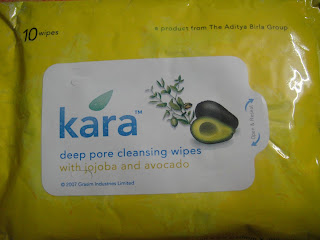 10 wipes
a product from The Aditya Birla Group
kara™
deep pore cleansing wipes
with jojoba and avocado
© 2007 Grasim Industries Limited